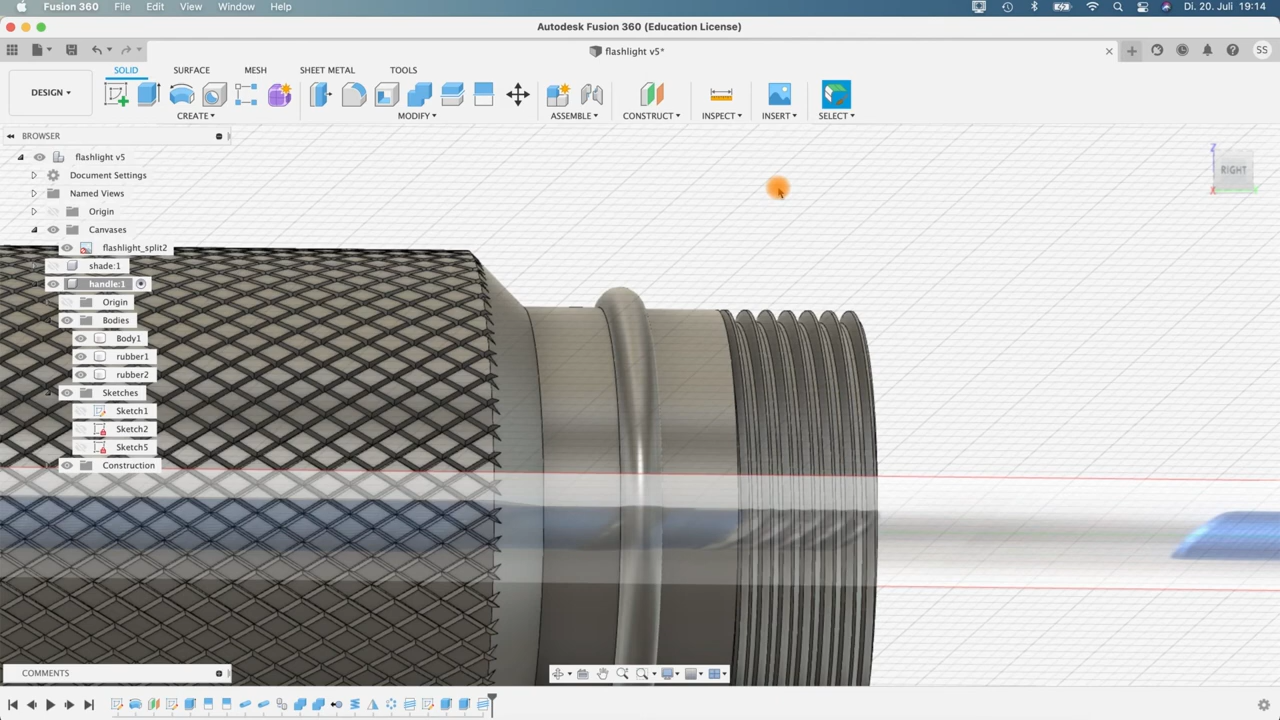 Fusion 360 File Edit View Window Help Di. 20. Juli 19:14
Autodesk Fusion 360 (Education License)
flashlight v5*
SS
DESIGN
SOLID SURFACE MESH SHEET METAL TOOLS
CREATE MODIFY ASSEMBLE CONSTRUCT INSPECT INSERT SELECT
BROWSER
flashlight v5
Document Settings
Named Views
Origin
Canvases
flashlight_split2
shade:1
handle:1
Origin
Bodies
Body1
rubber1
rubber2
Sketches
Sketch1
Sketch2
Sketch5
Construction
Z
RIGHT
X
COMMENTS